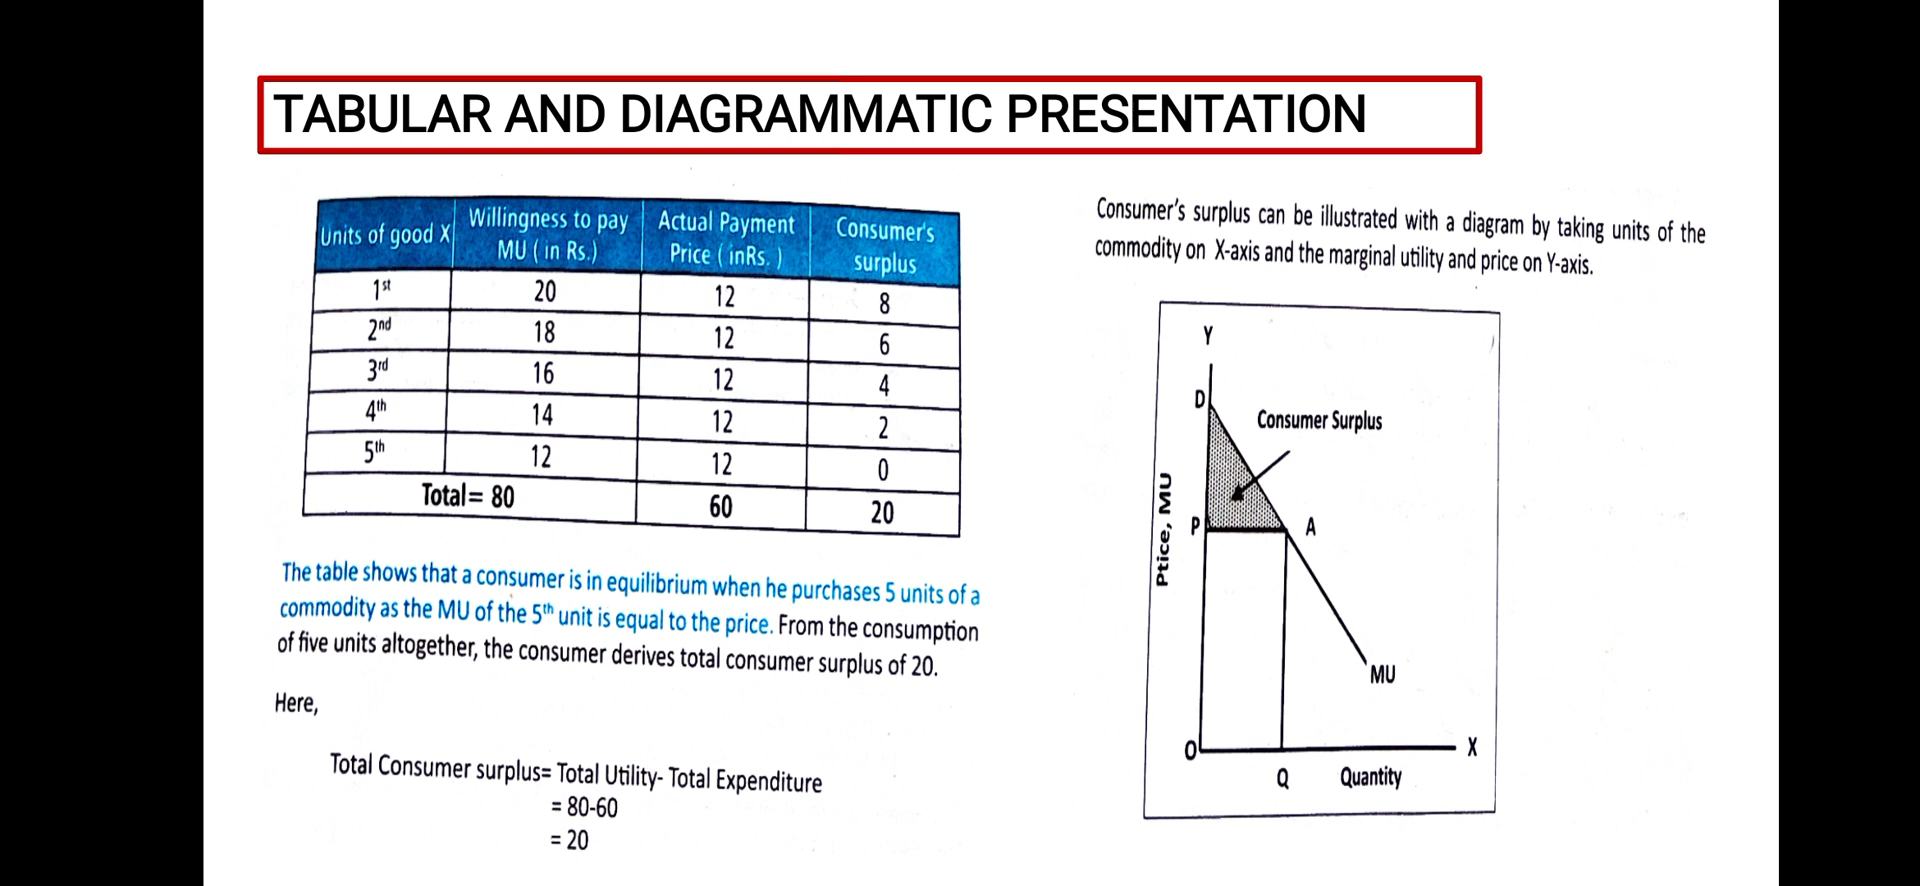 TABULAR AND DIAGRAMMATIC PRESENTATION
Units of good X Willingness to pay MU ( in Rs.) Actual Payment Price ( inRs. ) Consumer's surplus
1st 20 12 8
2nd 18 12 6
3rd 16 12 4
4th 14 12 2
5th 12 12 0
Total= 80 60 20
The table shows that a consumer is in equilibrium when he purchases 5 units of a
commodity as the MU of the 5th unit is equal to the price. From the consumption
of five units altogether, the consumer derives total consumer surplus of 20.
Here,
Total Consumer surplus= Total Utility- Total Expenditure
= 80-60
= 20
Consumer's surplus can be illustrated with a diagram by taking units of the
commodity on X-axis and the marginal utility and price on Y-axis.
Y
D
Consumer Surplus
Ptice, MU
P
A
MU
O
X
Q
Quantity